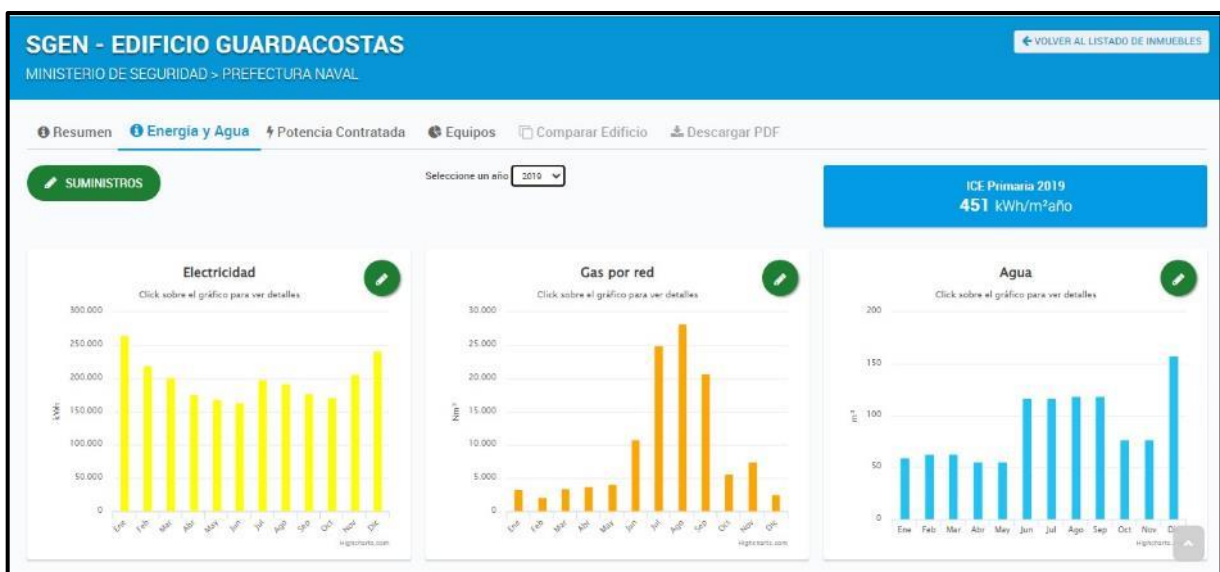 SGEN - EDIFICIO GUARDACOSTAS
MINISTERIO DE SEGURIDAD > PREFECTURA NAVAL
VOLVER AL LISTADO DE INMUEBLES
Resumen Energía y Agua Potencia Contratada Equipos Comparar Edificio Descargar PDF
SUMINISTROS
Seleccione un año 2019
ICE Primaria 2019
451 kWh/m²año
Electricidad
Click sobre el gráfico para ver detalles
300.000
250.000
200.000
150.000
100.000
50.000
0
kWh
Ene Feb Mar Abr May Jun Jul Ago Sep Oct Nov Dic
Highcharts.com
Gas por red
Click sobre el gráfico para ver detalles
30.000
25.000
20.000
15.000
10.000
5.000
0
Nm³
Ene Feb Mar Abr May Jun Jul Ago Sep Oct Nov Dic
Highcharts.com
Agua
Click sobre el gráfico para ver detalles
200
150
100
50
0
m³
Ene Feb Mar Abr May Jun Jul Ago Sep Oct Nov